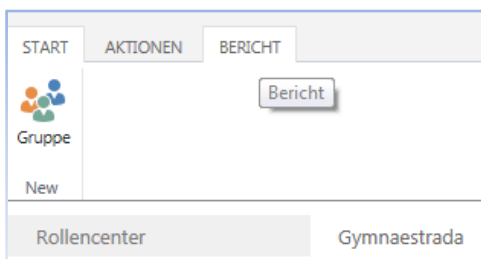 START AKTIONEN BERICHT
Bericht
Gruppe
New
Rollencenter Gymnaestrada